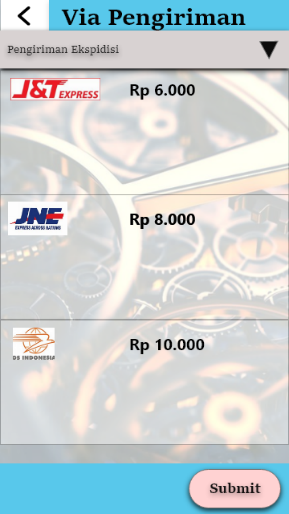 Via Pengiriman
Pengiriman Ekspidisi
J&T EXPRESS
Rp 6.000
JNE
EXPRESS ACROSS NATIONS
Rp 8.000
Rp 10.000
POS INDONESIA
Submit